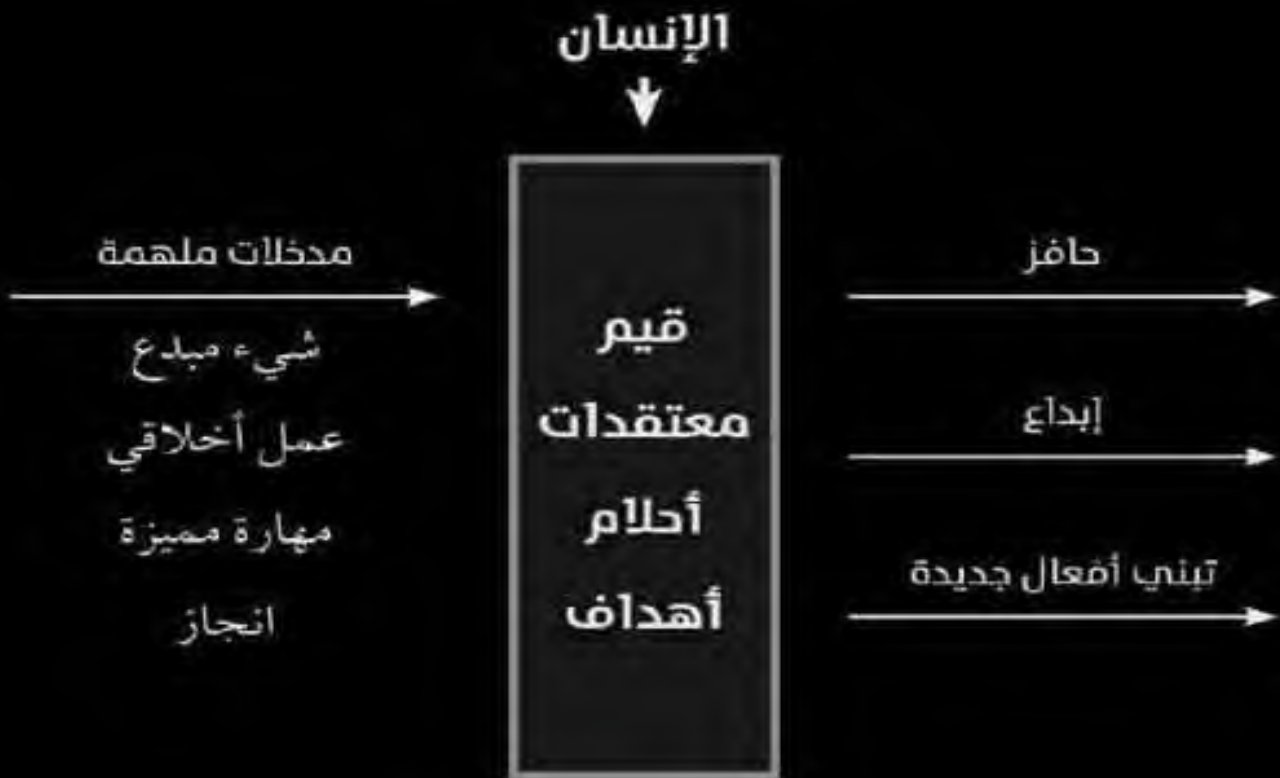 الإنسان
مدخلات ملهمة
شيء مبدع
عمل أخلاقي
مهارة مميزة
انجاز
قيم
معتقدات
أحلام
أهداف
حافز
إبداع
تبني أفعال جديدة